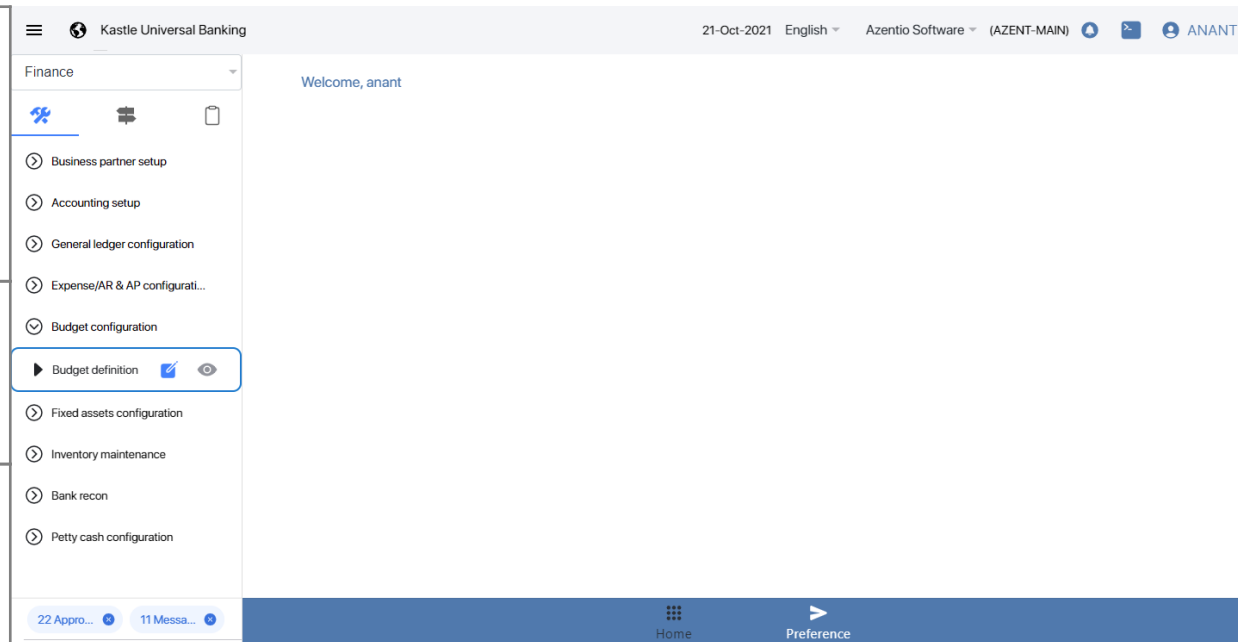 Kastle Universal Banking
21-Oct-2021 English Azentio Software (AZENT-MAIN) ANANT
Finance
Welcome, anant
Business partner setup
Accounting setup
General ledger configuration
Expense/AR & AP configurati...
Budget configuration
Budget definition
Fixed assets configuration
Inventory maintenance
Bank recon
Petty cash configuration
22 Appro... 11 Messa...
Home Preference